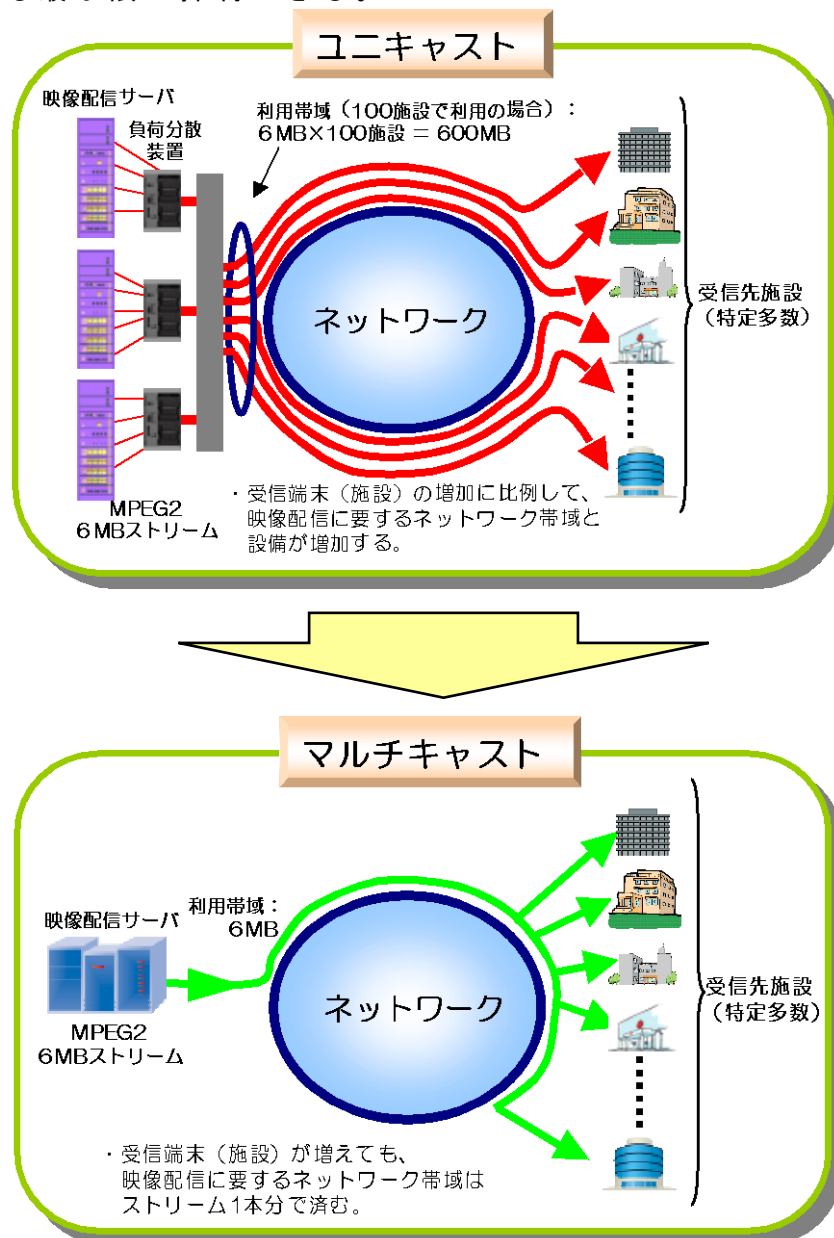 ユニキャスト
映像配信サーバ
負荷分散
装置
利用帯域（100施設で利用の場合）：
6MB×100施設 = 600MB
ネットワーク
受信先施設
（特定多数）
MPEG2
6MBストリーム
・受信端末（施設）の増加に比例して、
映像配信に要するネットワーク帯域と
設備が増加する。
マルチキャスト
映像配信サーバ
利用帯域：
6MB
ネットワーク
受信先施設
（特定多数）
MPEG2
6MBストリーム
・受信端末（施設）が増えても、
映像配信に要するネットワーク帯域は
ストリーム1本分で済む。